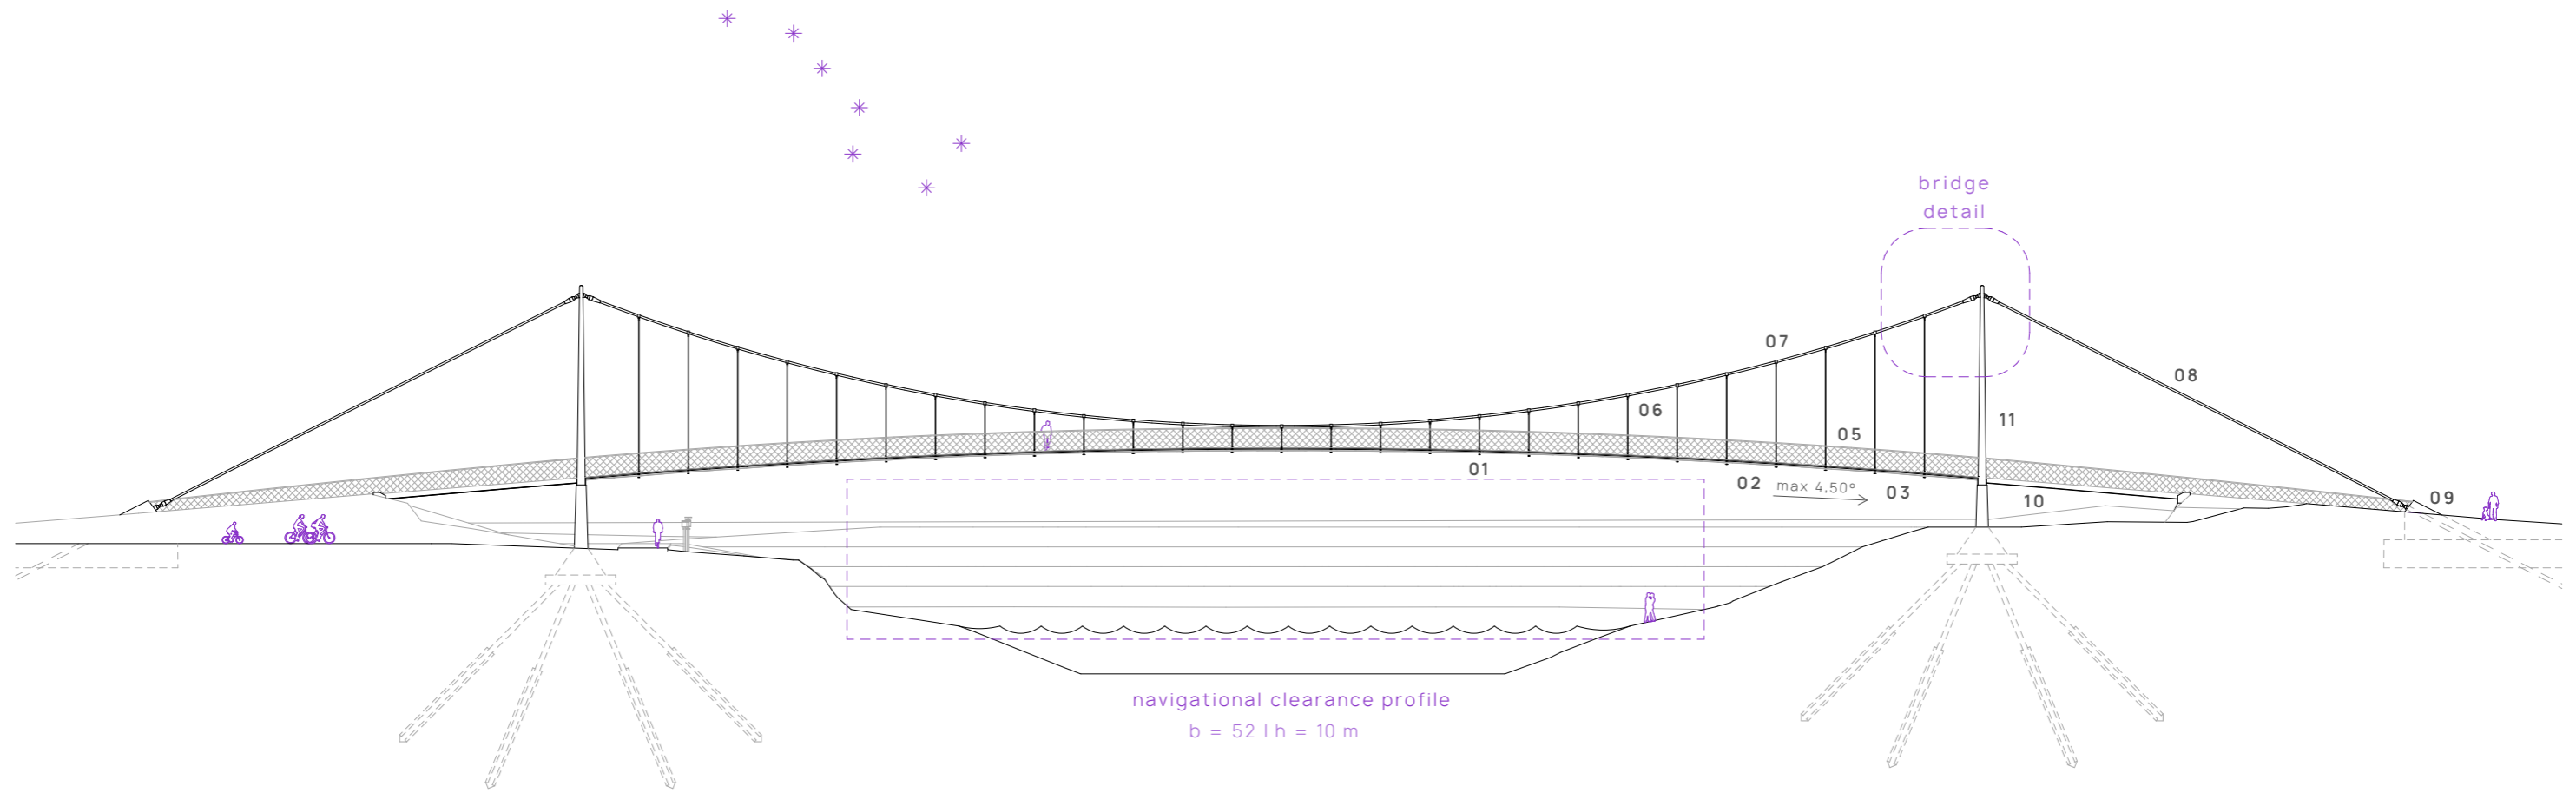 bridge
detail
07
08
06
11
05
01
02 max 4.50° 03
10
09
navigational clearance profile
b = 52 l h = 10 m